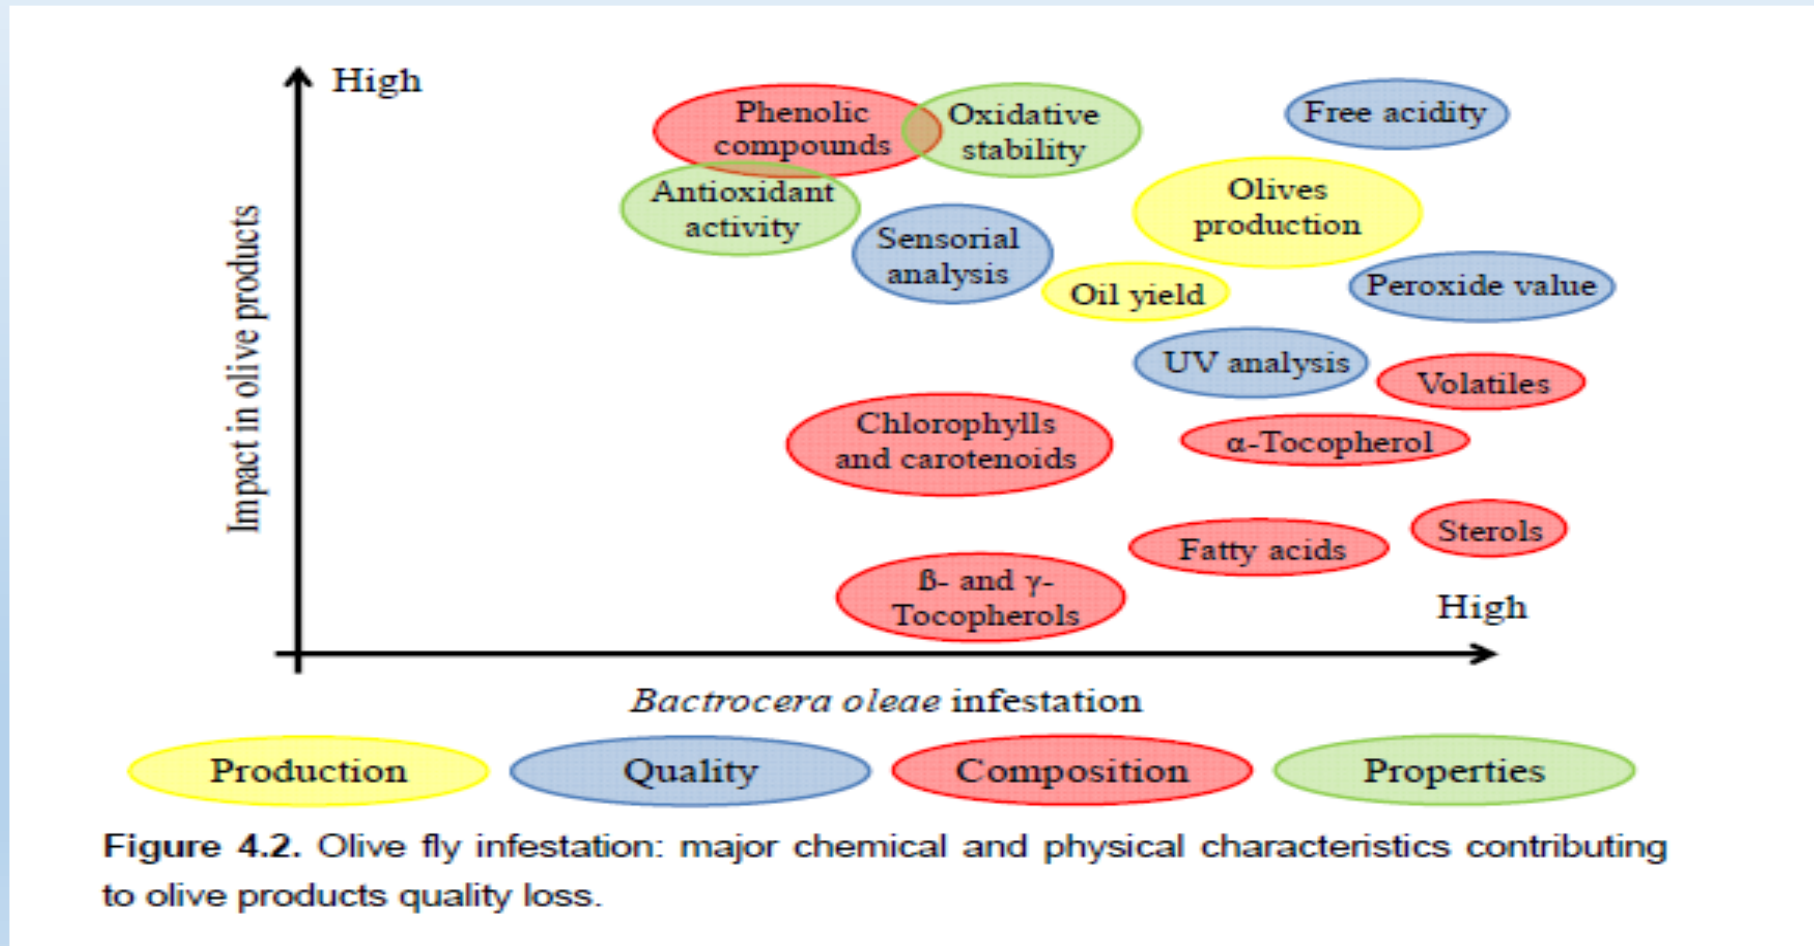 High
Phenolic
compounds
Oxidative
stability
Free acidity
Antioxidant
activity
Olives
production
Sensorial
analysis
Oil yield
Peroxide value
UV analysis
Volatiles
Chlorophylls
and carotenoids
α-Tocopherol
Sterols
Fatty acids
ß- and γ-
Tocopherols
High
Impact in olive products
Bactrocera oleae infestation
Production
Quality
Composition
Properties
Figure 4.2. Olive fly infestation: major chemical and physical characteristics contributing
to olive products quality loss.